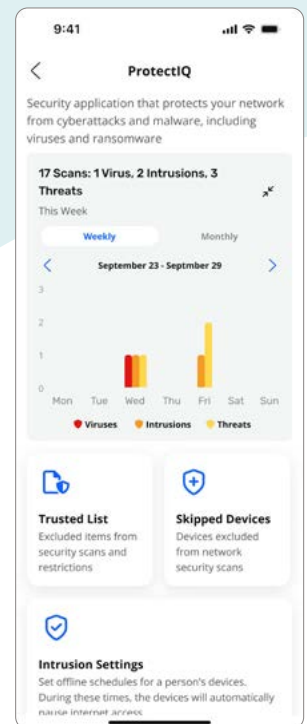 9:41
ProtectIQ
Security application that protects your network
from cyberattacks and malware, including
viruses and ransomware
17 Scans: 1 Virus, 2 Intrusions, 3
Threats
This Week
Weekly Monthly
September 23 - Septmber 29
3
2
1
0
Mon Tue Wed Thu Fri Sat Sun
Viruses Intrusions Threats
Trusted List
Excluded items from
security scans and
restrictions
Skipped Devices
Devices excluded
from network
security scans
Intrusion Settings
Set offline schedules for a person's devices.
During these times, the devices will automatically
pause internet access